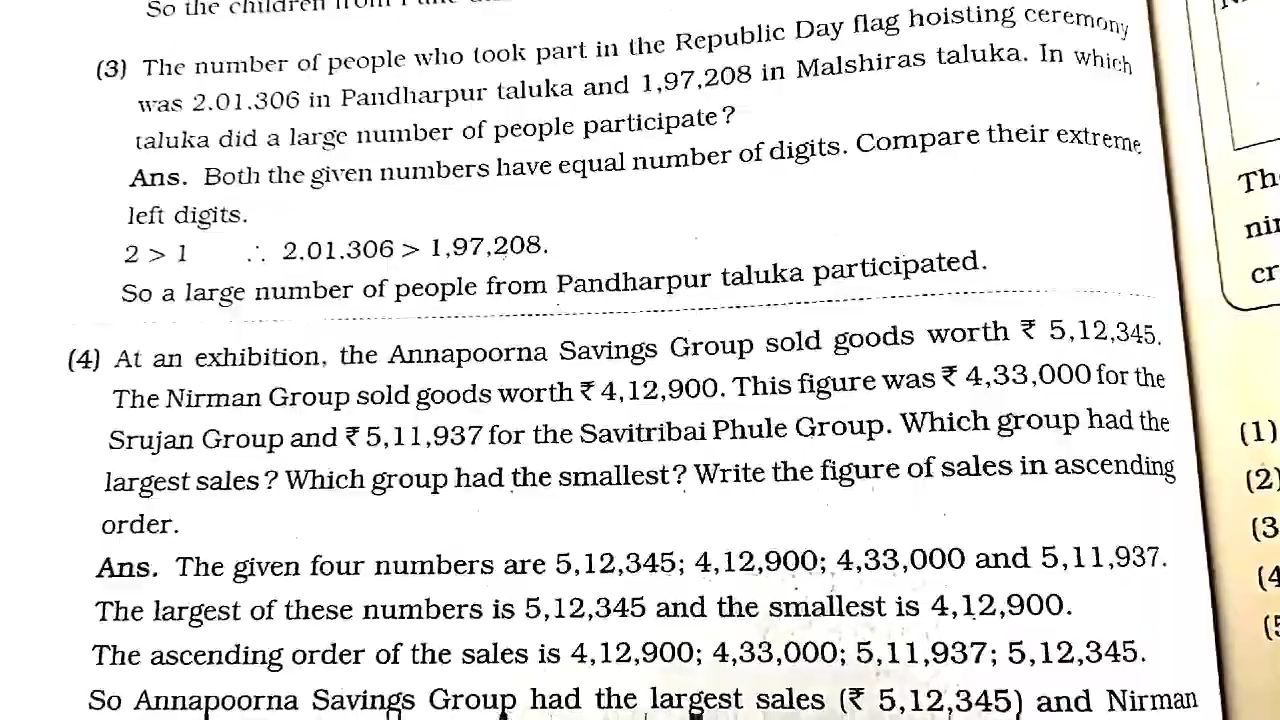 So the children
(3) The number of people who took part in the Republic Day flag hoisting ceremony
was 2.01.306 in Pandharpur taluka and 1,97,208 in Malshiras taluka. In which
taluka did a large number of people participate?
Ans. Both the given numbers have equal number of digits. Compare their extreme
left digits.
2 > 1 ∴ 2.01.306 > 1,97,208.
So a large number of people from Pandharpur taluka participated.
(4) At an exhibition, the Annapoorna Savings Group sold goods worth ₹ 5,12,345.
The Nirman Group sold goods worth ₹ 4,12,900. This figure was ₹ 4,33,000 for the
Srujan Group and ₹ 5,11,937 for the Savitribai Phule Group. Which group had the
largest sales? Which group had the smallest? Write the figure of sales in ascending
order.
Ans. The given four numbers are 5,12,345; 4,12,900; 4,33,000 and 5,11,937.
The largest of these numbers is 5,12,345 and the smallest is 4,12,900.
The ascending order of the sales is 4,12,900; 4,33,000; 5,11,937; 5,12,345.
So Annapoorna Savings Group had the largest sales (₹ 5,12,345) and Nirman
(1)
(2)
(3
(4